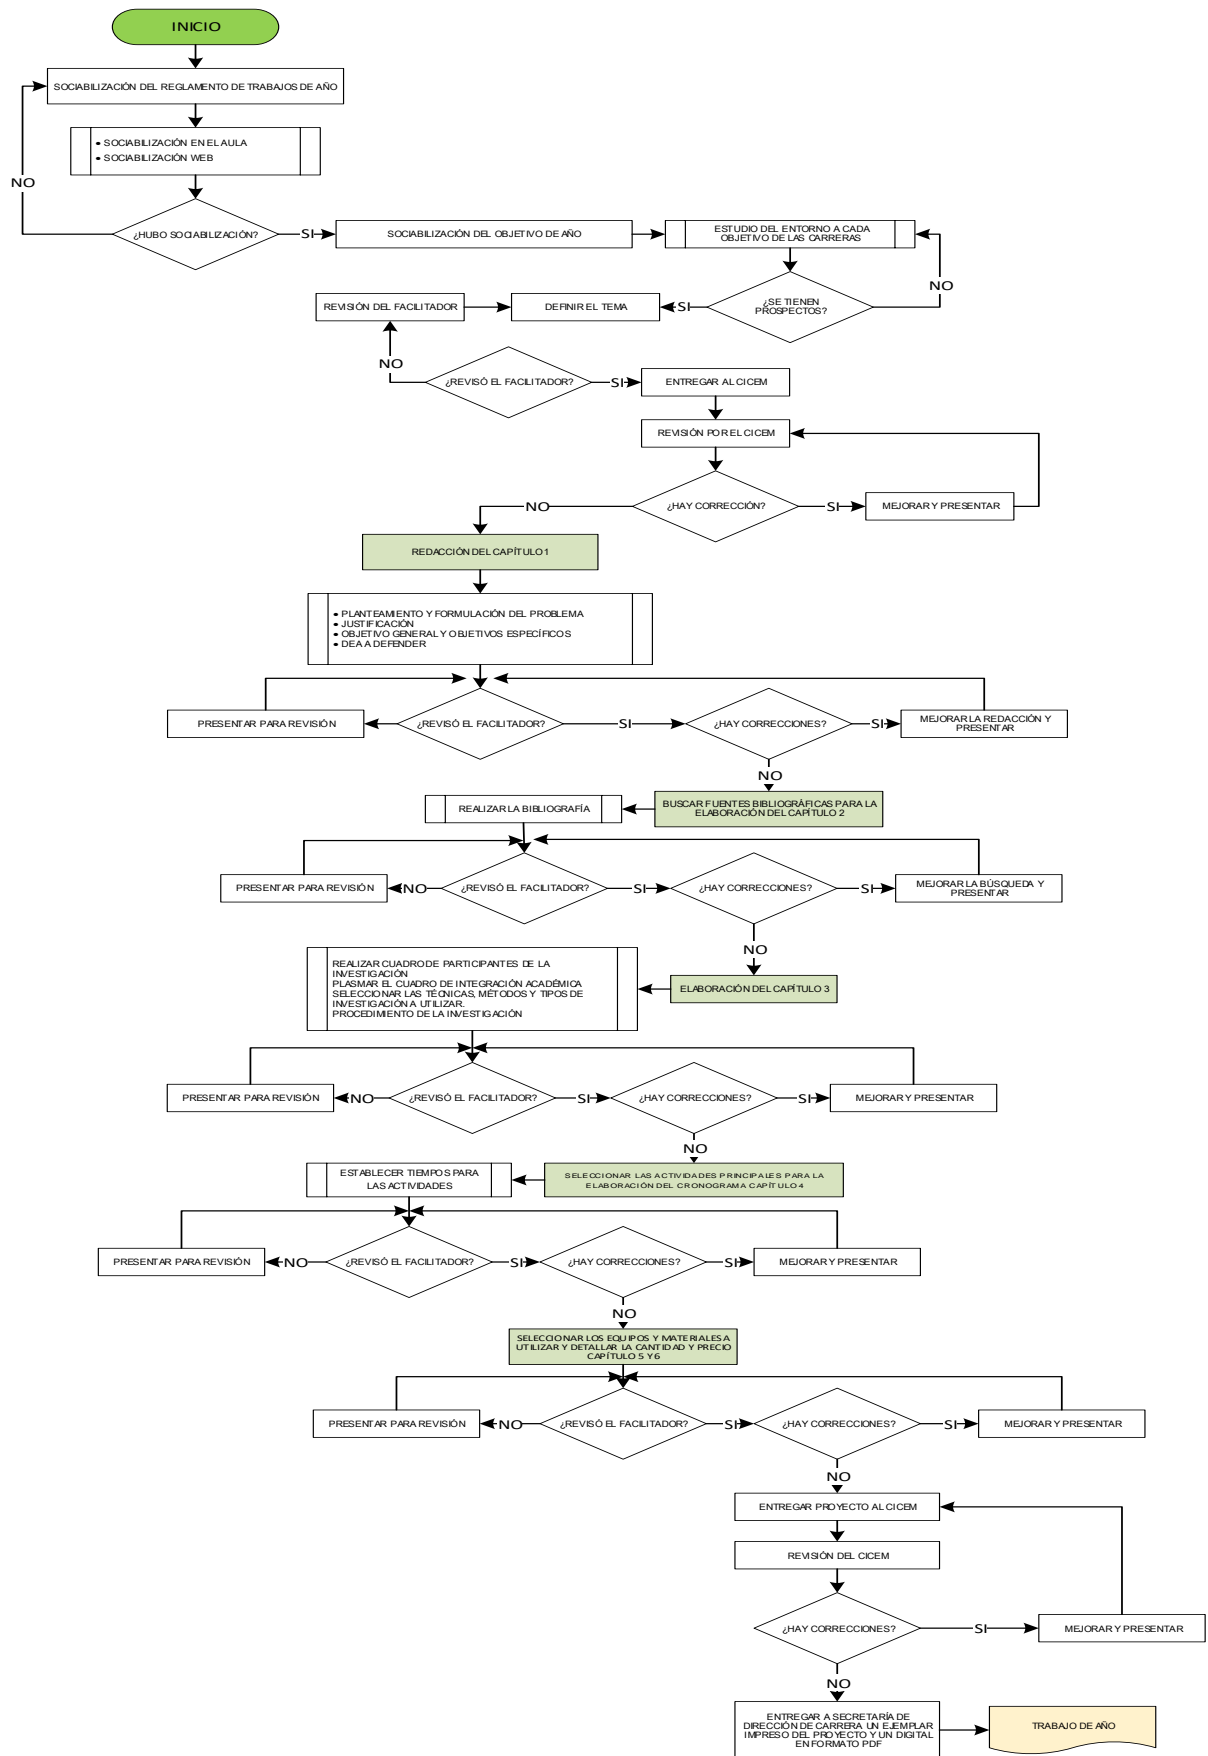 INICIO
SOCIABILIZACIÓN DEL REGLAMENTO DE TRABAJOS DE AÑO
• SOCIABILIZACIÓN EN EL AULA
• SOCIABILIZACIÓN WEB
NO
¿HUBO SOCIABILIZACIÓN?
SI
SOCIABILIZACIÓN DEL OBJETIVO DE AÑO
ESTUDIO DEL ENTORNO A CADA
OBJETIVO DE LAS CARRERAS
NO
¿SE TIENEN
PROSPECTOS?
SI
DEFINIR EL TEMA
REVISIÓN DEL FACILITADOR
NO
¿REVISÓ EL FACILITADOR?
SI
ENTREGAR AL CICEM
REVISIÓN POR EL CICEM
¿HAY CORRECCIÓN?
SI
MEJORAR Y PRESENTAR
NO
REDACCIÓN DEL CAPÍTULO 1
• PLANTEAMIENTO Y FORMULACIÓN DEL PROBLEMA
• JUSTIFICACIÓN
• OBJETIVO GENERAL Y OBJETIVOS ESPECÍFICOS
• DEA A DEFENDER
PRESENTAR PARA REVISIÓN
¿REVISÓ EL FACILITADOR?
SI
¿HAY CORRECCIONES?
SI
MEJORAR LA REDACCIÓN Y
PRESENTAR
NO
BUSCAR FUENTES BIBLIOGRÁFICAS PARA LA
ELABORACIÓN DEL CAPÍTULO 2
REALIZAR LA BIBLIOGRAFÍA
PRESENTAR PARA REVISIÓN
NO
¿REVISÓ EL FACILITADOR?
SI
¿HAY CORRECCIONES?
SI
MEJORAR LA BÚSQUEDA Y
PRESENTAR
NO
ELABORACIÓN DEL CAPÍTULO 3
REALIZAR CUADRO DE PARTICIPANTES DE LA
INVESTIGACIÓN
PLASMAR EL CUADRO DE INTEGRACIÓN ACADÉMICA
SELECCIONAR LAS TÉCNICAS, MÉTODOS Y TIPOS DE
INVESTIGACIÓN A UTILIZAR.
PROCEDIMIENTO DE LA INVESTIGACIÓN
PRESENTAR PARA REVISIÓN
NO
¿REVISÓ EL FACILITADOR?
SI
¿HAY CORRECCIONES?
SI
MEJORAR Y PRESENTAR
NO
SELECCIONAR LAS ACTIVIDADES PRINCIPALES PARA LA
ELABORACIÓN DEL CRONOGRAMA CAPÍTULO 4
ESTABLECER TIEMPOS PARA
LAS ACTIVIDADES
PRESENTAR PARA REVISIÓN
NO
¿REVISÓ EL FACILITADOR?
SI
¿HAY CORRECCIONES?
SI
MEJORAR Y PRESENTAR
NO
SELECCIONAR LOS EQUIPOS Y MATERIALES A
UTILIZAR Y DETALLAR LA CANTIDAD Y PRECIO
CAPÍTULO 5 Y 6
PRESENTAR PARA REVISIÓN
NO
¿REVISÓ EL FACILITADOR?
SI
¿HAY CORRECCIONES?
SI
MEJORAR Y PRESENTAR
NO
ENTREGAR PROYECTO AL CICEM
REVISIÓN DEL CICEM
¿HAY CORRECCIONES?
SI
MEJORAR Y PRESENTAR
NO
ENTREGAR A SECRETARÍA DE
DIRECCIÓN DE CARRERA UN EJEMPLAR
IMPRESO DEL PROYECTO Y UN DIGITAL
EN FORMATO PDF
TRABAJO DE AÑO